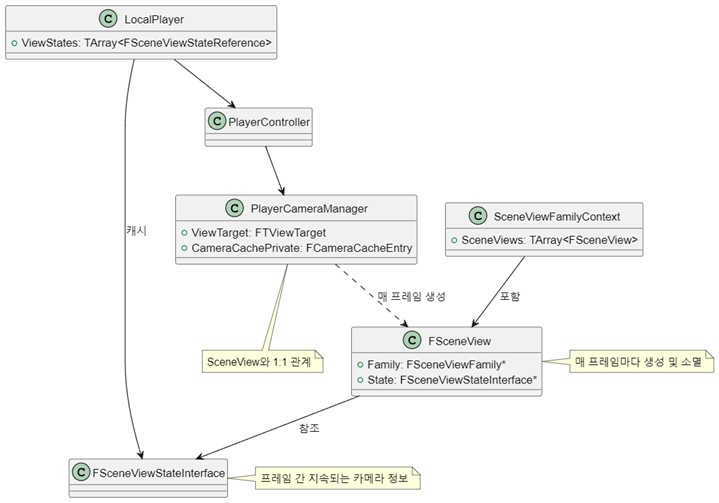 C LocalPlayer
ViewStates: TArray<FSceneViewStateReference>
C PlayerController
C PlayerCameraManager
ViewTarget: FTViewTarget
CameraCachePrivate: FCameraCacheEntry
C SceneViewFamilyContext
SceneViews: TArray<FSceneView>
캐시
매 프레임 생성
포함
SceneView와 1:1 관계
C FSceneView
Family: FSceneViewFamily*
State: FSceneViewStateInterface*
매 프레임마다 생성 및 소멸
참조
C FSceneViewStateInterface
프레임 간 지속되는 카메라 정보